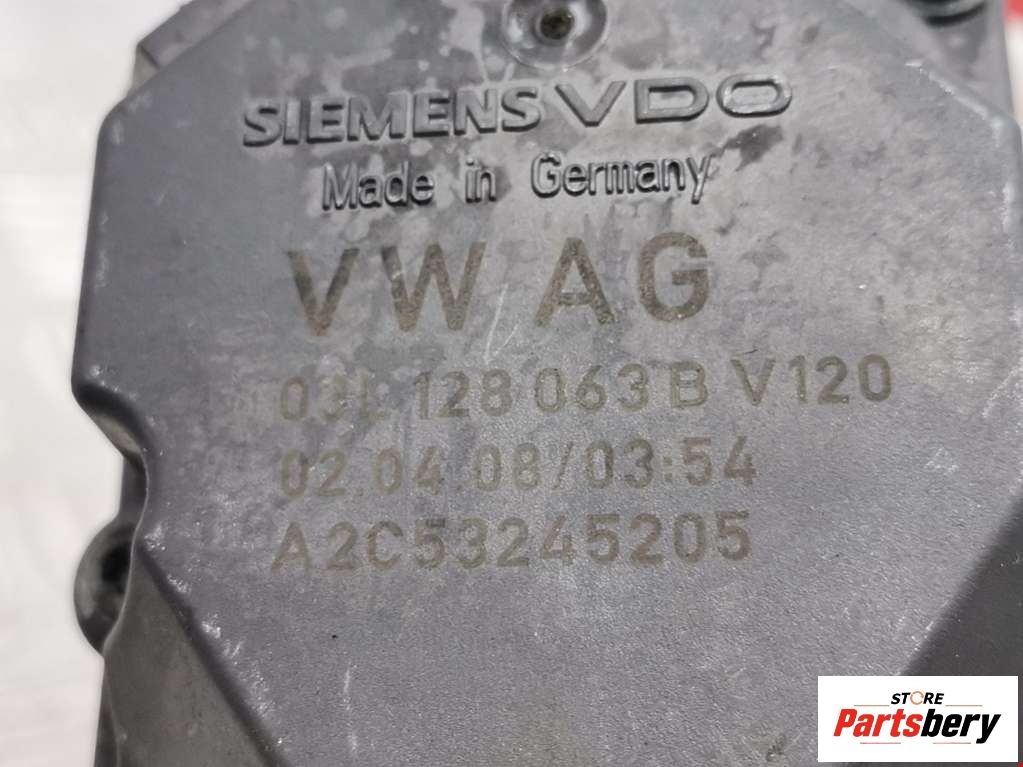 SIEMENS VDO
Made in Germany
VW AG
03L 128 063 B V120
02.04.08/03:54
A2C53245205
STORE
Partsbery